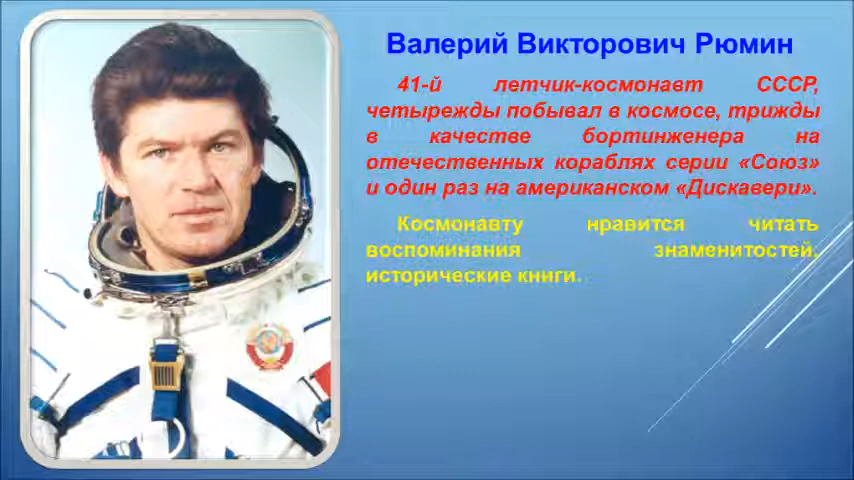 Валерий Викторович Рюмин
41-й летчик-космонавт СССР,
четырежды побывал в космосе, трижды
в качестве бортинженера на
отечественных кораблях серии «Союз»
и один раз на американском «Дискавери».
Космонавту нравится читать
воспоминания знаменитостей,
исторические книги.